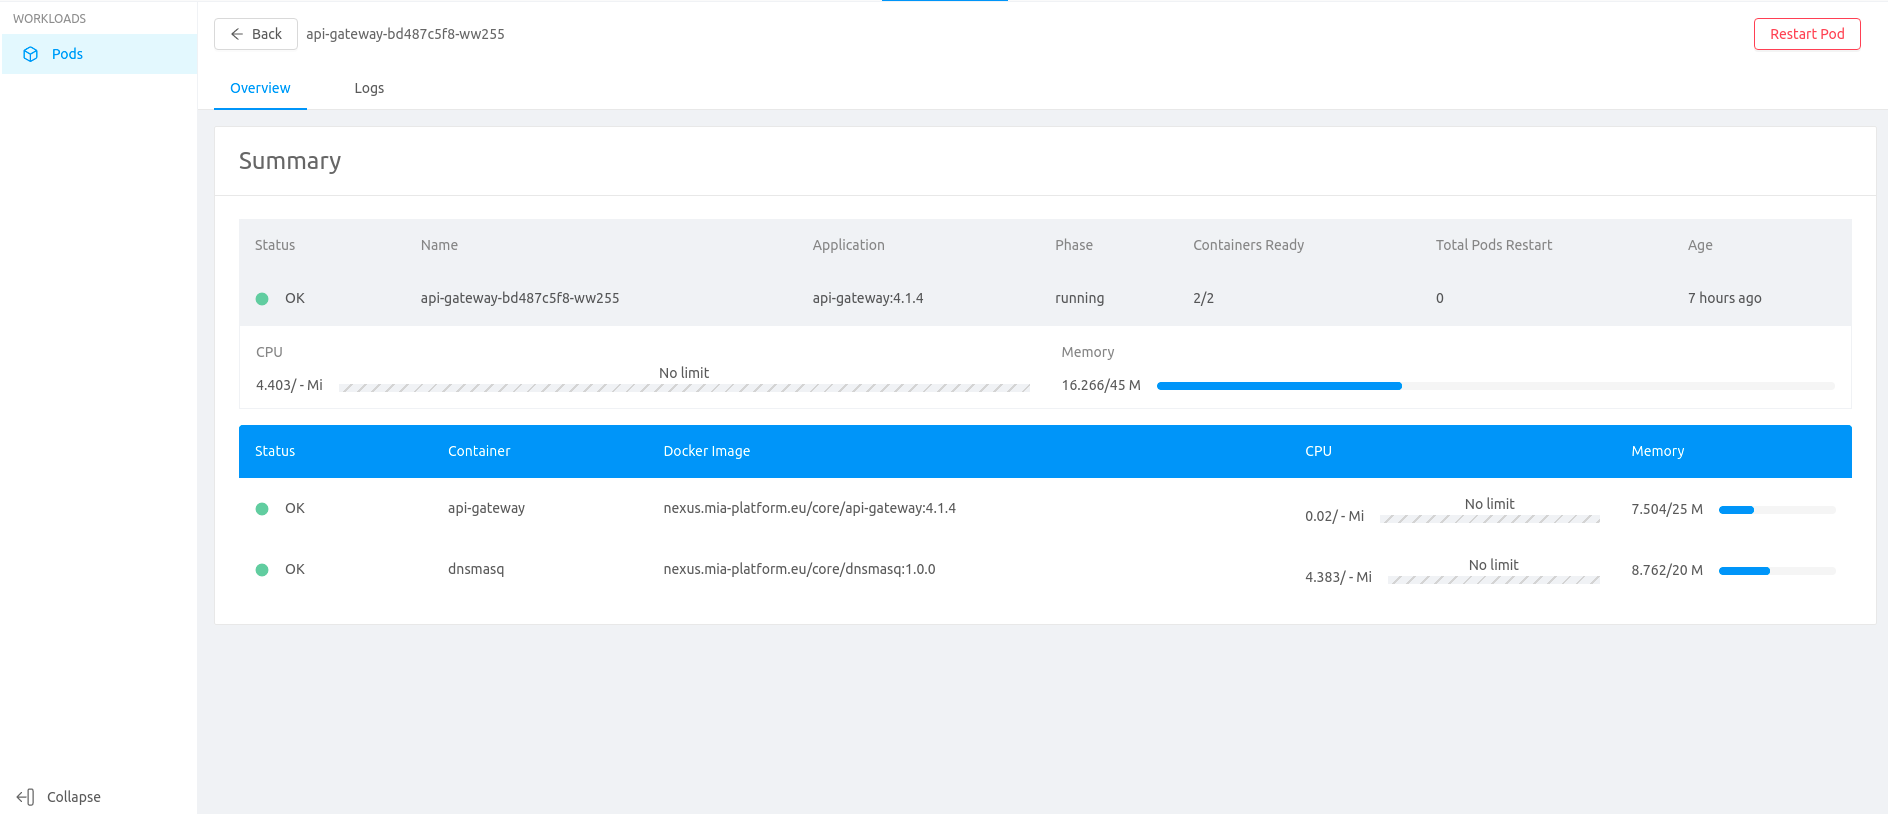 WORKLOADS
Pods
Back api-gateway-bd487c5f8-ww255 Restart Pod
Overview Logs
Summary
Status Name Application Phase Containers Ready Total Pods Restart Age
OK api-gateway-bd487c5f8-ww255 api-gateway:4.1.4 running 2/2 0 7 hours ago
CPU Memory
No limit
4.403/ - Mi 16.266/45 M
Status Container Docker Image CPU Memory
OK api-gateway nexus.mia-platform.eu/core/api-gateway:4.1.4 0.02/ - Mi No limit 7.504/25 M
OK dnsmasq nexus.mia-platform.eu/core/dnsmasq:1.0.0 4.383/ - Mi No limit 8.762/20 M
Collapse